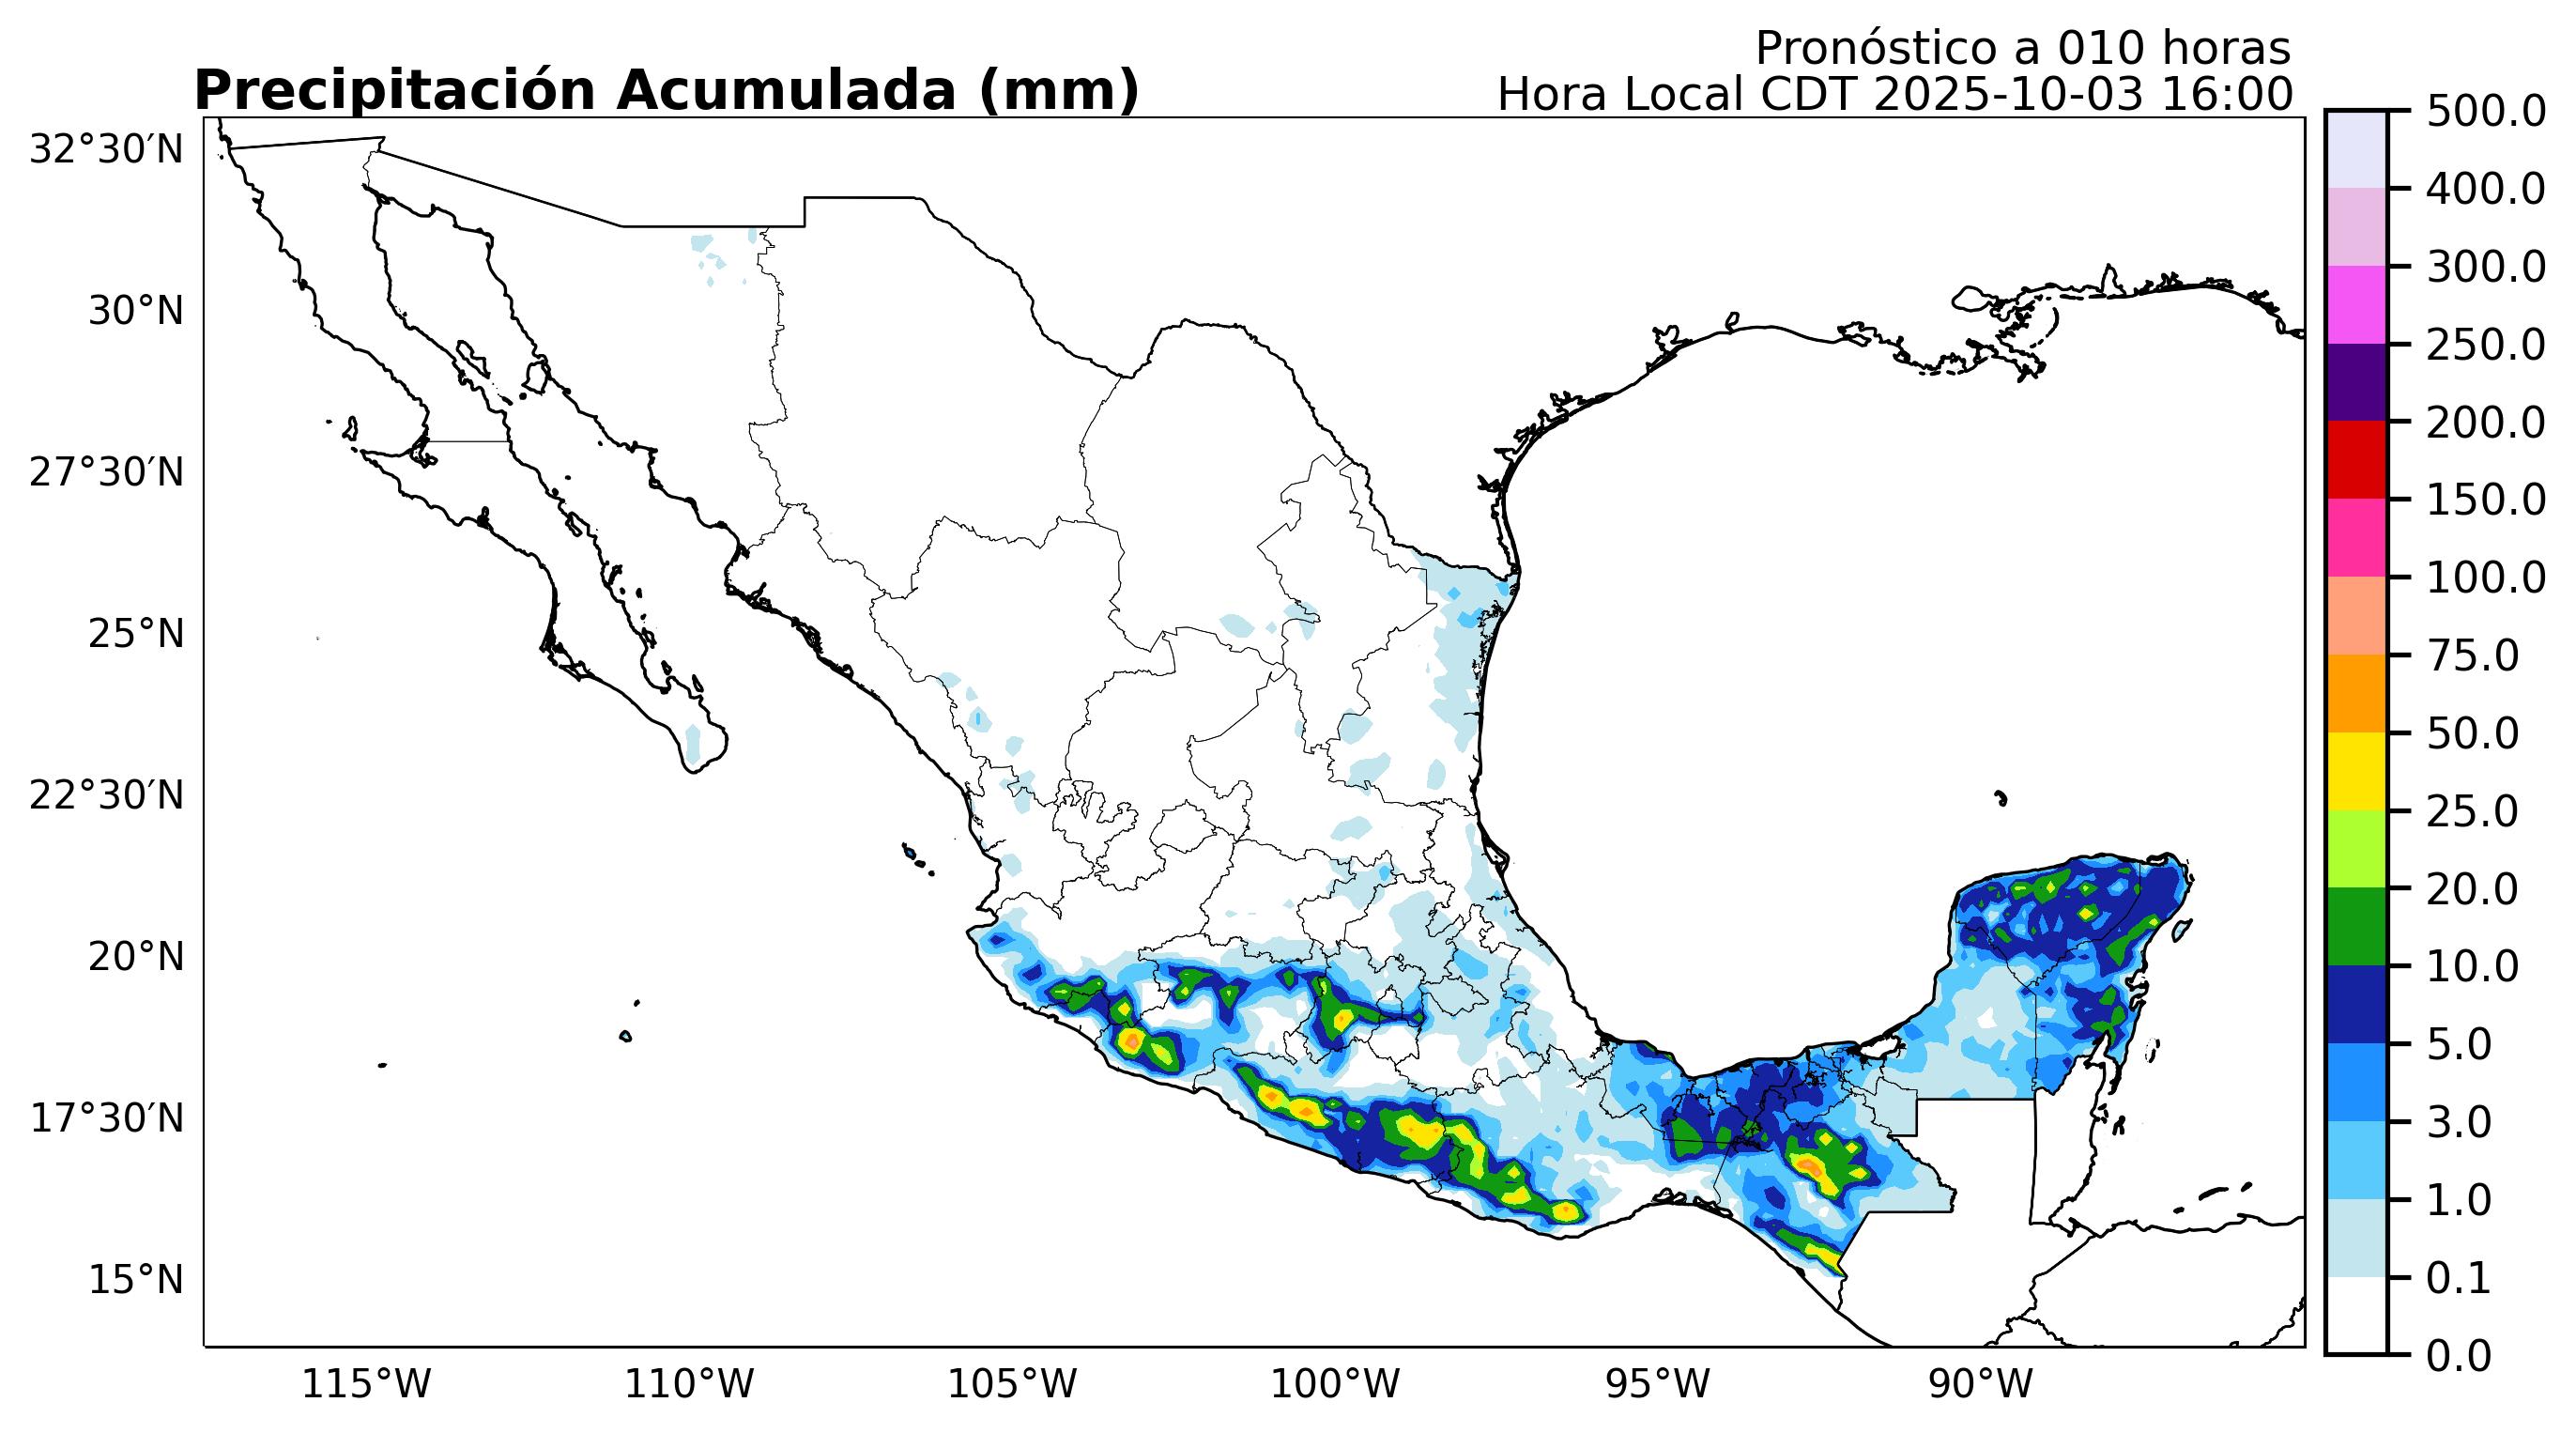 Pronóstico a 010 horas
Precipitación Acumulada (mm)
Hora Local CDT 2025-10-03 16:00
32°30′N
30°N
27°30′N
25°N
22°30′N
20°N
17°30′N
15°N
115°W
110°W
105°W
100°W
95°W
90°W
500.0
400.0
300.0
250.0
200.0
150.0
100.0
75.0
50.0
25.0
20.0
10.0
5.0
3.0
1.0
0.1
0.0